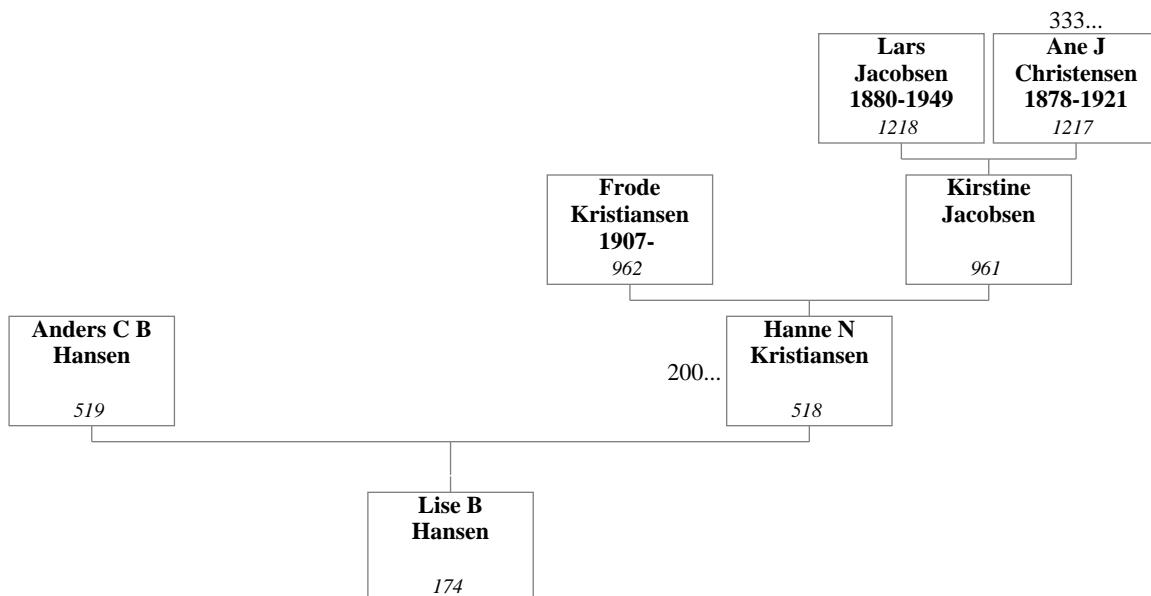 333...
Lars
Jacobsen
1880-1949
1218
Ane J
Christensen
1878-1921
1217
Frode
Kristiansen
1907-
962
Kirstine
Jacobsen
961
Anders C B
Hansen
519
200...
Hanne N
Kristiansen
518
Lise B
Hansen
174